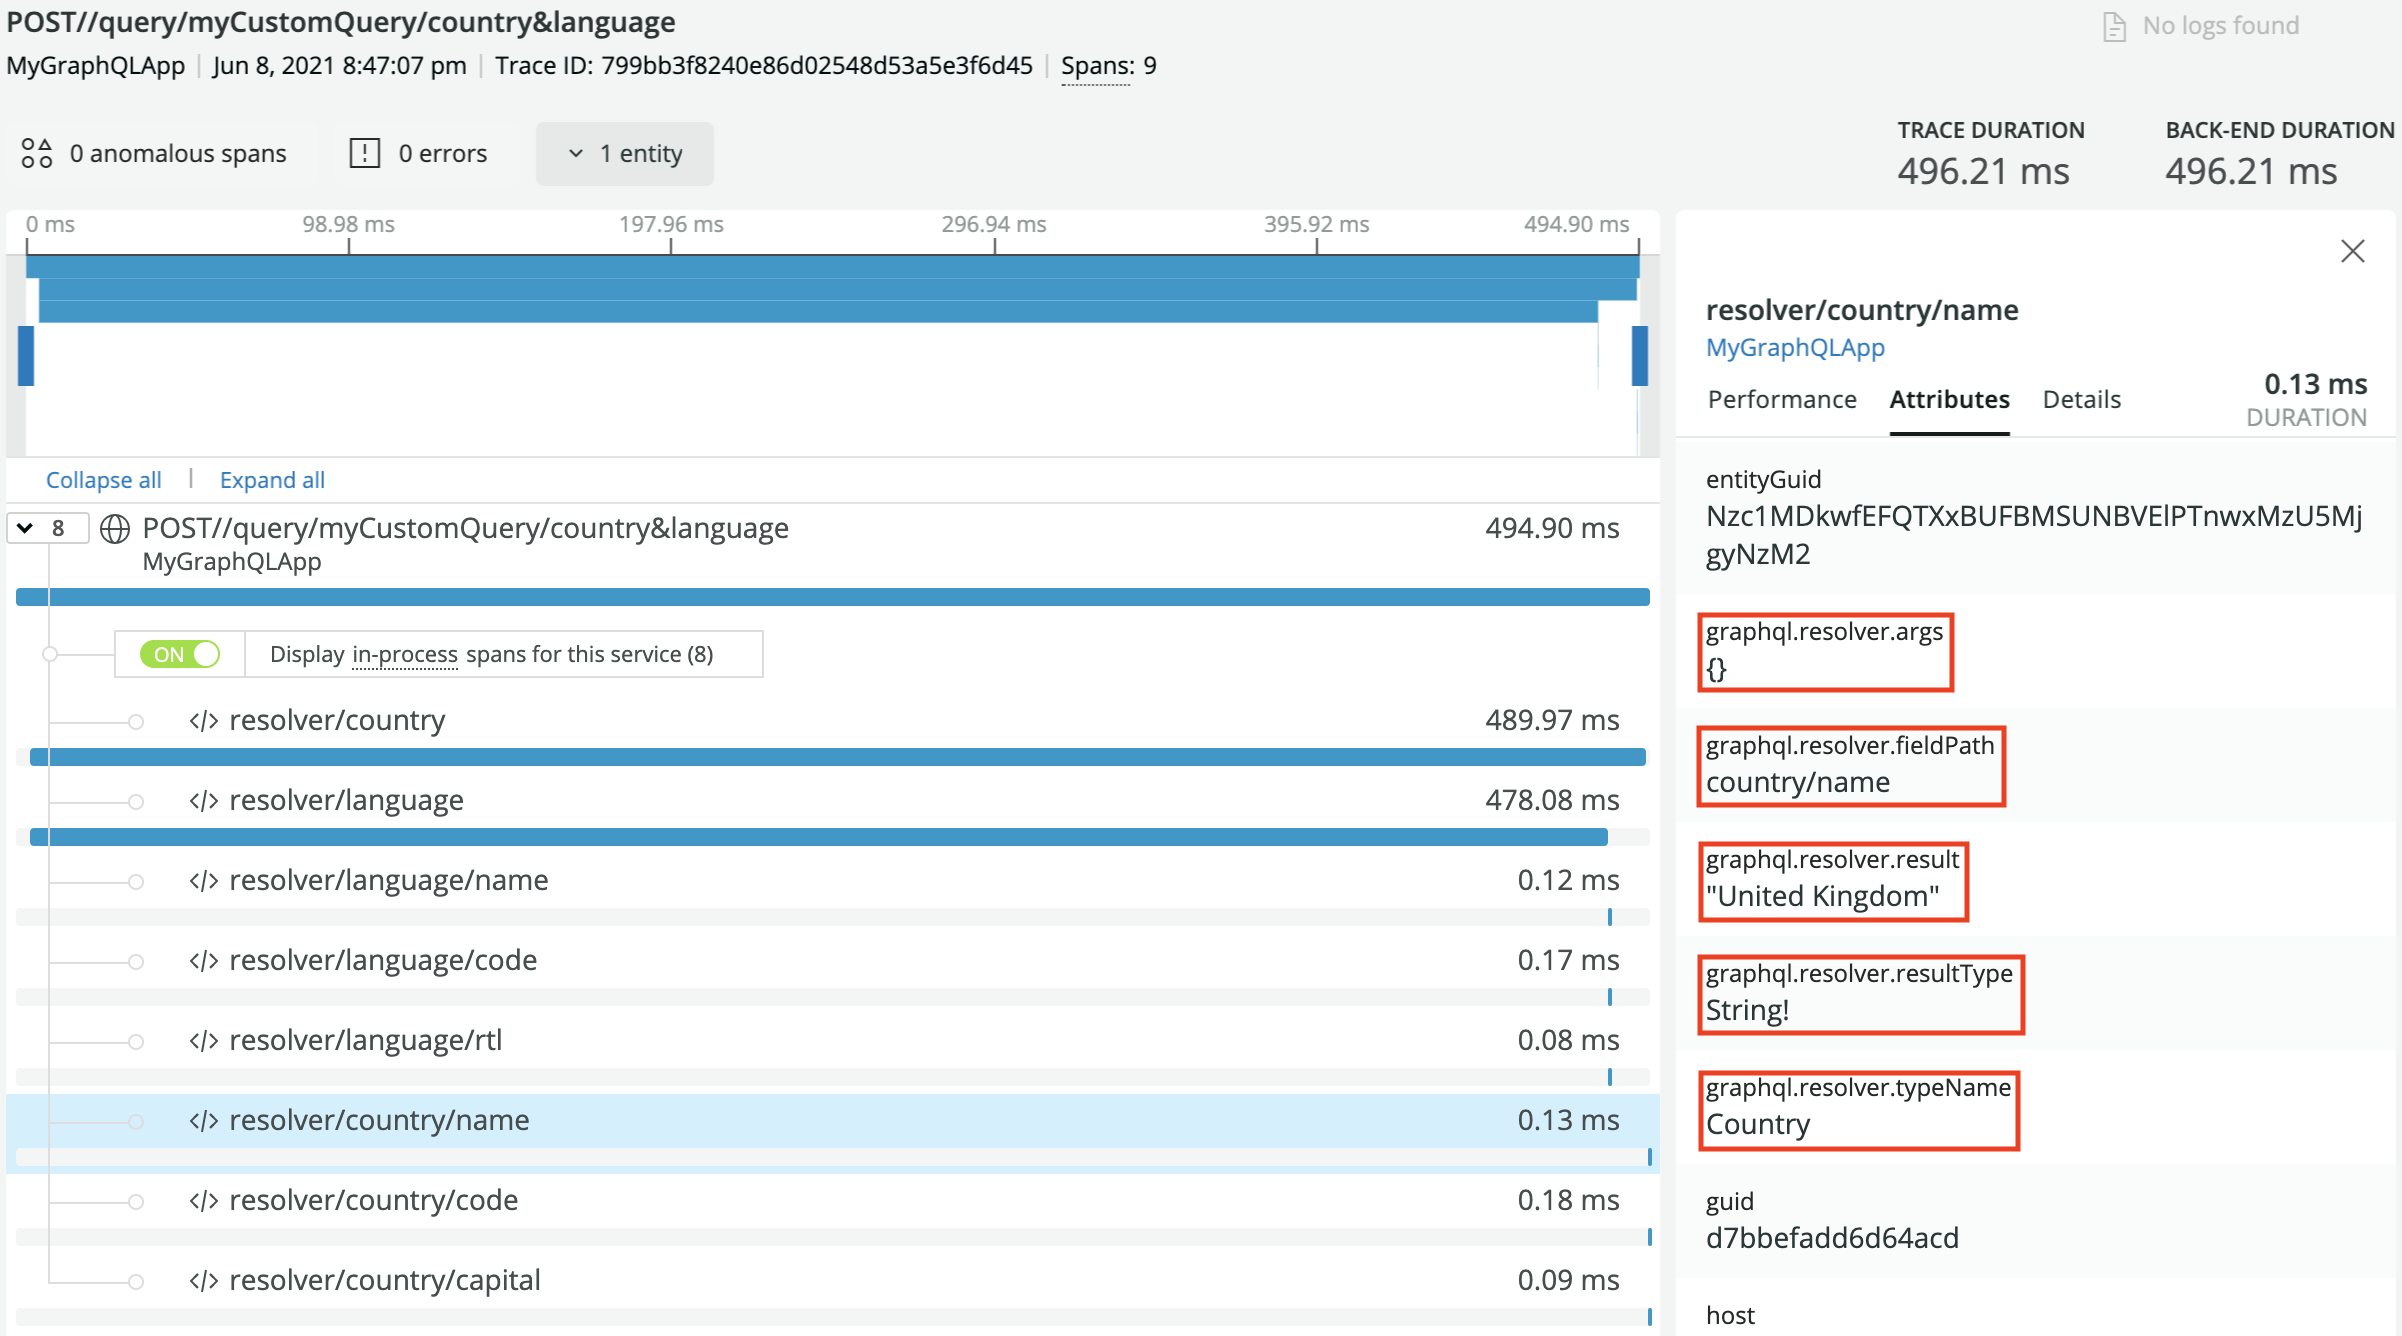 POST//query/myCustomQuery/country&language
No logs found
MyGraphQLApp | Jun 8, 2021 8:47:07 pm | Trace ID: 799bb3f8240e86d02548d53a5e3f6d45 | Spans: 9
0 anomalous spans
0 errors
1 entity
TRACE DURATION
496.21 ms
BACK-END DURATION
496.21 ms
0 ms 98.98 ms 197.96 ms 296.94 ms 395.92 ms 494.90 ms
Collapse all | Expand all
8 POST//query/myCustomQuery/country&language 494.90 ms
MyGraphQLApp
ON Display in-process spans for this service (8)
</> resolver/country 489.97 ms
</> resolver/language 478.08 ms
</> resolver/language/name 0.12 ms
</> resolver/language/code 0.17 ms
</> resolver/language/rtl 0.08 ms
</> resolver/country/name 0.13 ms
</> resolver/country/code 0.18 ms
</> resolver/country/capital 0.09 ms
resolver/country/name
MyGraphQLApp
Performance Attributes Details
0.13 ms
DURATION
entityGuid
Nzc1MDkwfEFQTXxBUFBMSUNBVElPTnwxMzU5Mj
gyNzM2
graphql.resolver.args
{}
graphql.resolver.fieldPath
country/name
graphql.resolver.result
"United Kingdom"
graphql.resolver.resultType
String!
graphql.resolver.typeName
Country
guid
d7bbefadd6d64acd
host